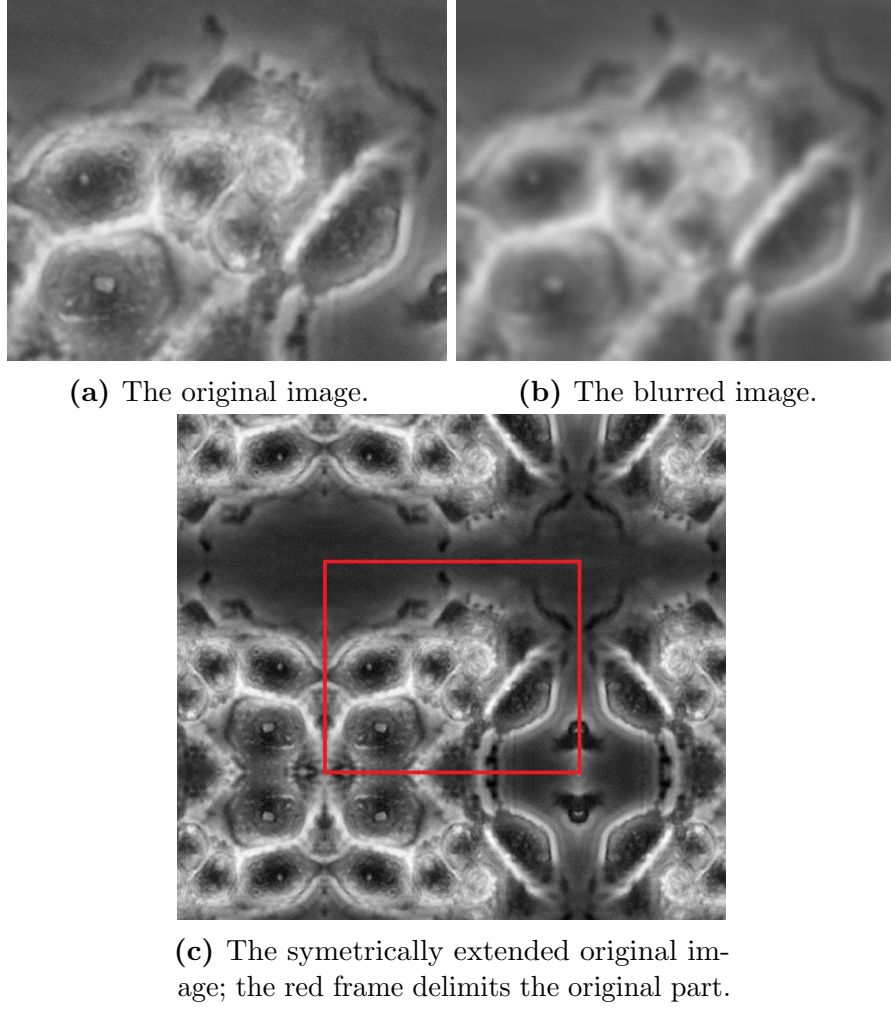 (a) The original image.
(b) The blurred image.
(c) The symetrically extended original im-
age; the red frame delimits the original part.